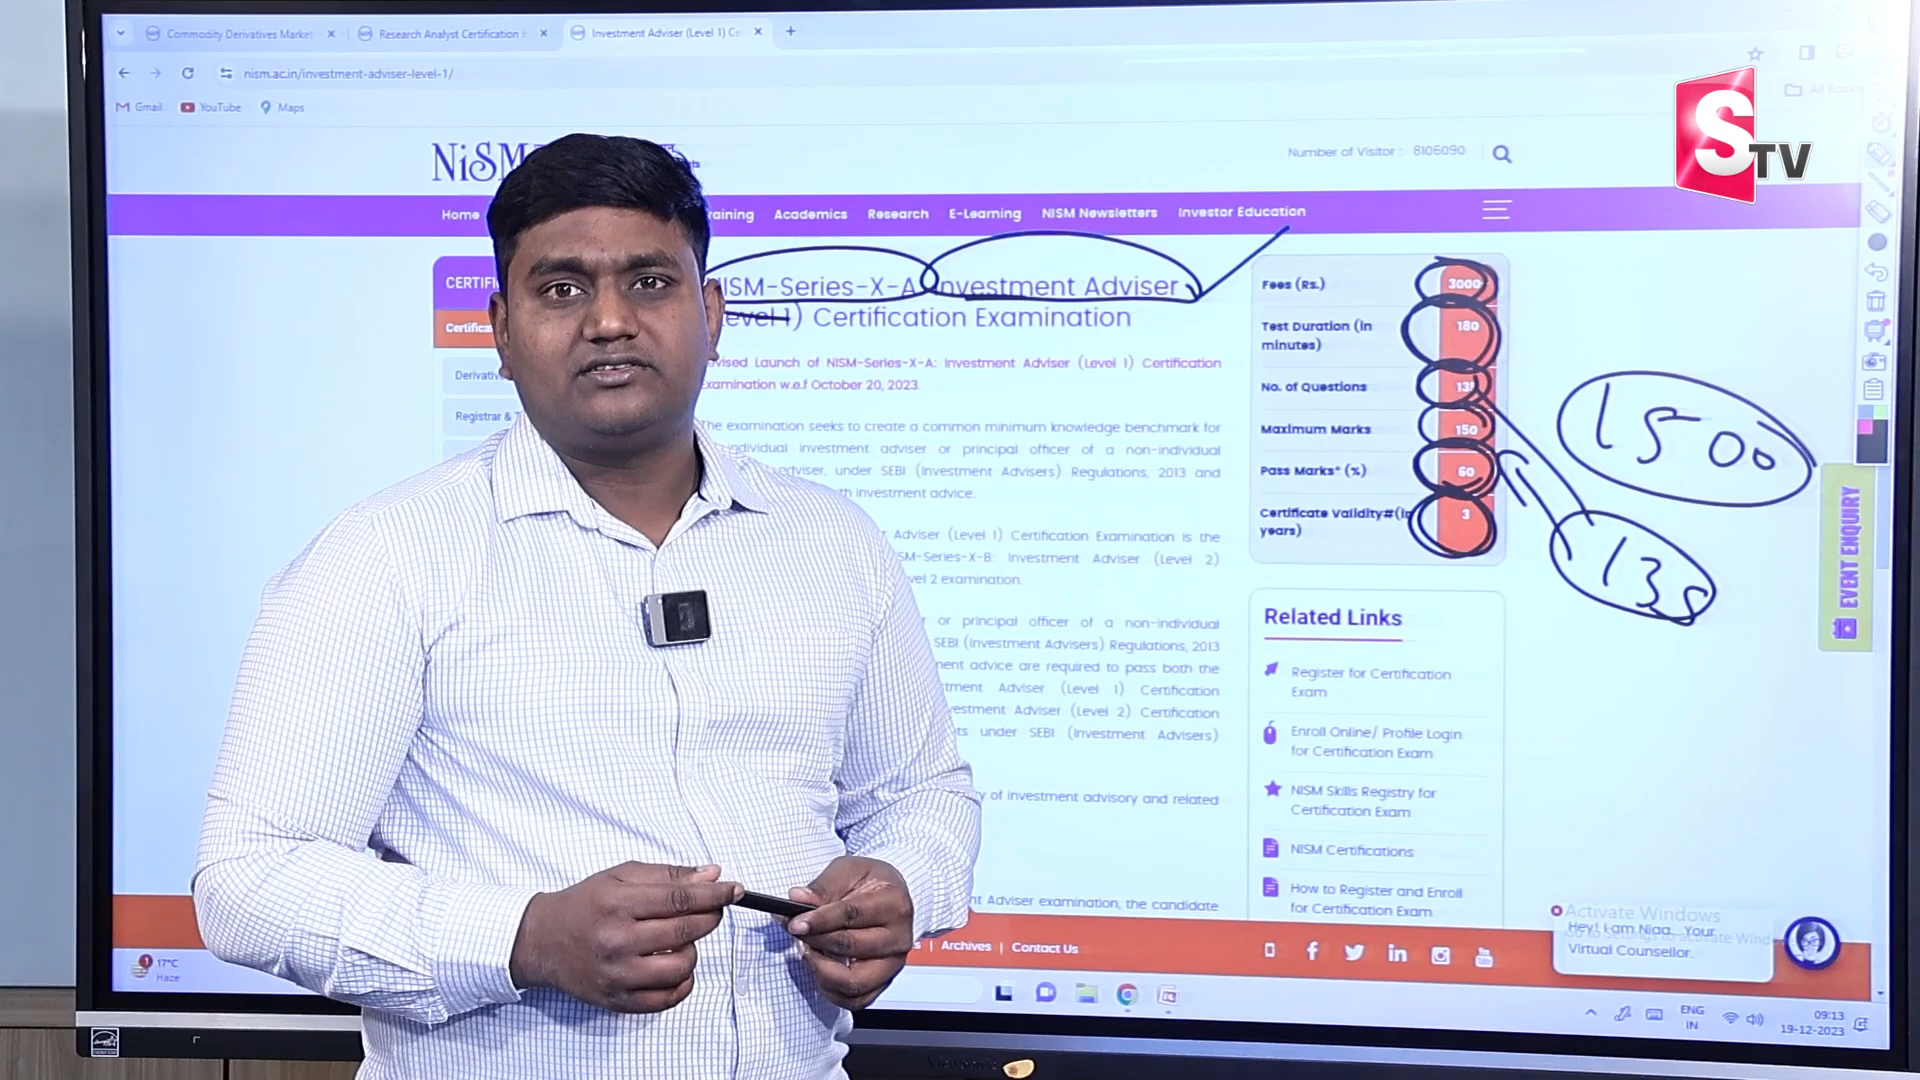 Commodity Derivatives Market
Research Analyst Certification E
Investment Adviser (Level 1) Ce
nism.ac.in/investment-adviser-level-1/
Gmail
YouTube
Maps
All Book
S TV
NiSM
Number of Visitor : 8106090
Home
raining
Academics
Research
E-Learning
NISM Newsletters
Investor Education
CERTIFI
Certifica
Derivativ
Registrar & T
NISM-Series-X-A: Investment Adviser
(Level 1) Certification Examination
vised Launch of NISM-Series-X-A: Investment Adviser (Level 1) Certification
Examination w.e.f October 20, 2023.
The examination seeks to create a common minimum knowledge benchmark for
individual investment adviser or principal officer of a non-individual
adviser, under SEBI (Investment Advisers) Regulations, 2013 and
th investment advice.
r Adviser (Level 1) Certification Examination is the
SM-Series-X-B: Investment Adviser (Level 2)
vel 2 examination.
or principal officer of a non-individual
SEBI (Investment Advisers) Regulations, 2013
ment advice are required to pass both the
stment Adviser (Level 1) Certification
vestment Adviser (Level 2) Certification
ts under SEBI (Investment Advisers)
y of investment advisory and related
nt Adviser examination, the candidate
Fees (Rs.) 3000
Test Duration (in
minutes) 180
No. of Questions 135
Maximum Marks 150
Pass Marks* (%) 60
Certificate Validity#(in
years) 3
1500
135
EVENT ENQUIRY
Related Links
Register for Certification
Exam
Enroll Online/ Profile Login
for Certification Exam
NISM Skills Registry for
Certification Exam
NISM Certifications
How to Register and Enroll
for Certification Exam
s | Archives | Contact Us
Activate Windows
Hey! I am Niaa, Your
Virtual Counsellor.
1
17°C
Haze
ENG
IN
09:13
19-12-2023
ViewSonic